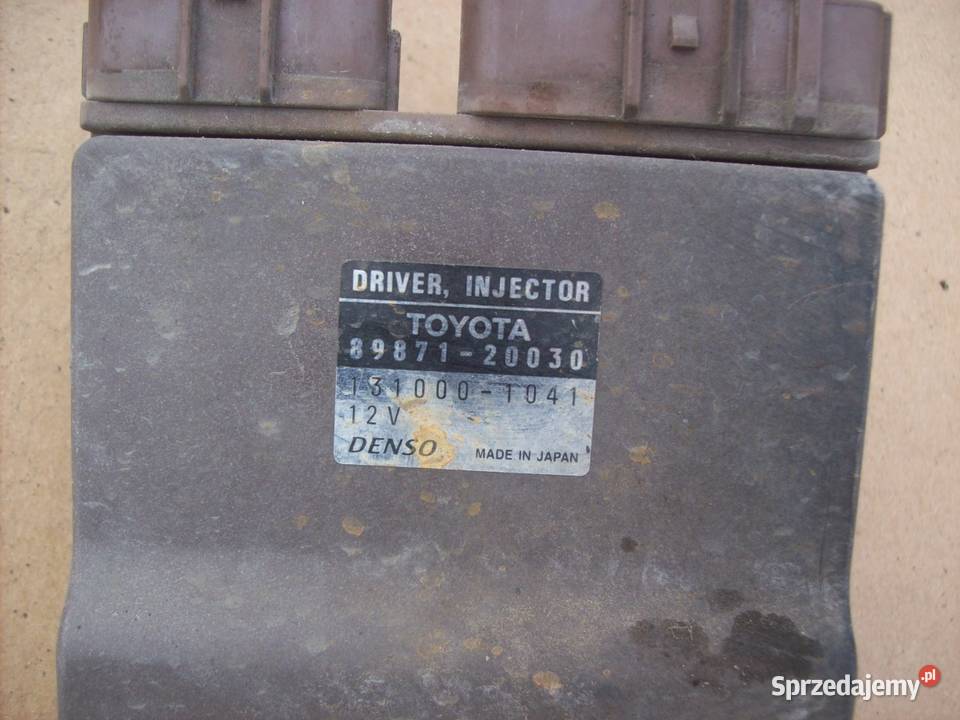 DRIVER, INJECTOR
TOYOTA
89871-20030
131000-1041
12V
DENSO MADE IN JAPAN
Sprzedajemy.pl